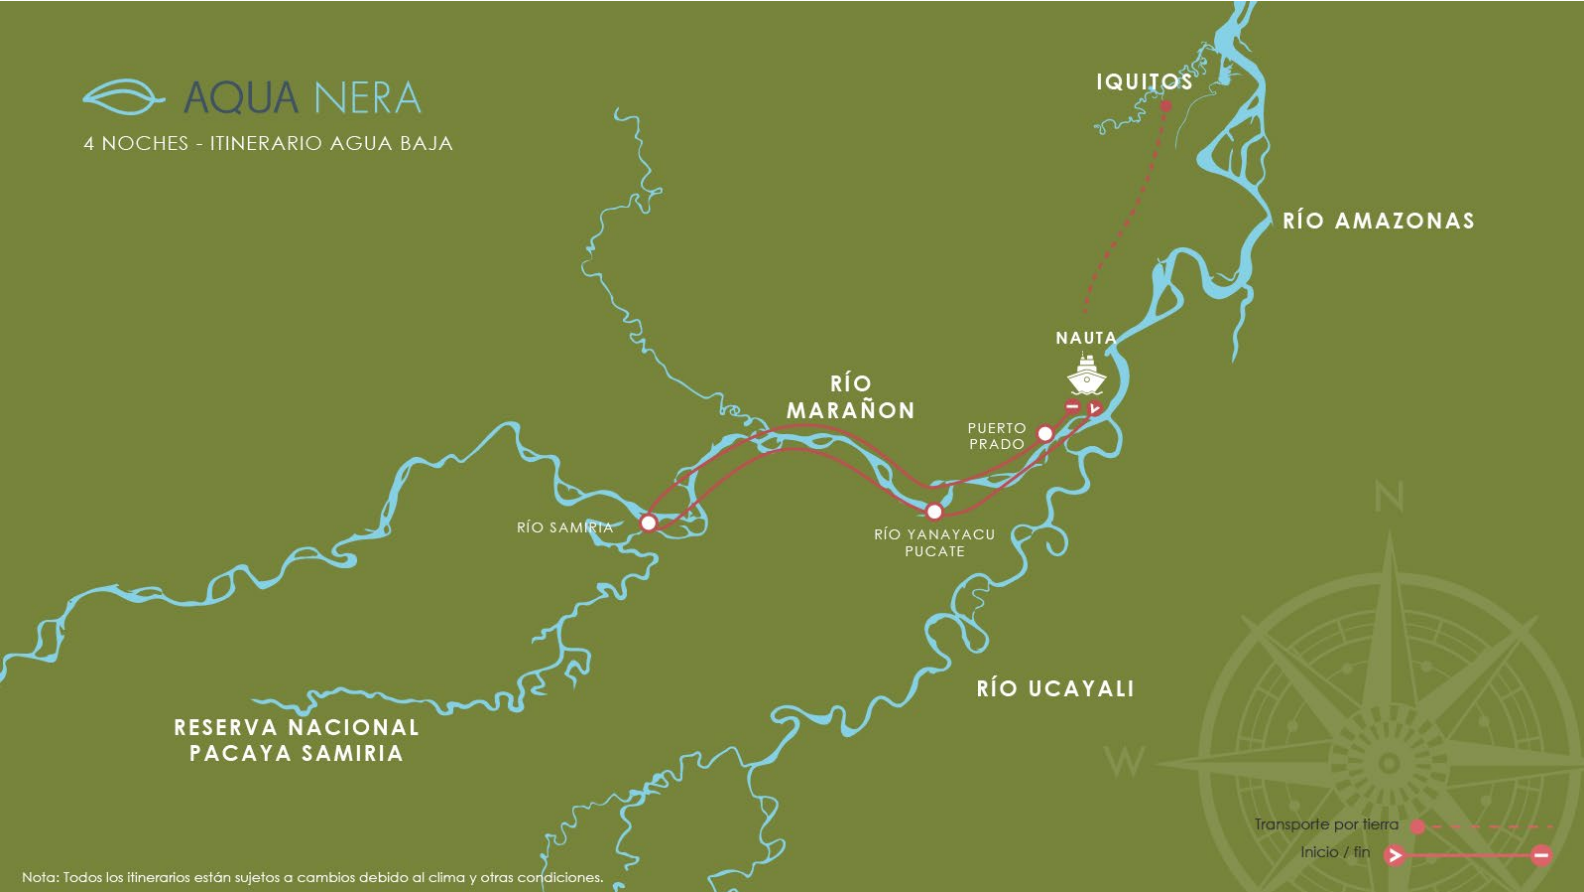 AQUA NERA
4 NOCHES - ITINERARIO AGUA BAJA
IQUITOS
RÍO AMAZONAS
NAUTA
RÍO
MARAÑON
PUERTO
PRADO
RÍO SAMIRIA
RÍO YANAYACU
PUCATE
N
RÍO UCAYALI
RESERVA NACIONAL
PACAYA SAMIRIA
W
Transporte por tierra
Inicio / fin
Nota: Todos los itinerarios están sujetos a cambios debido al clima y otras condiciones.